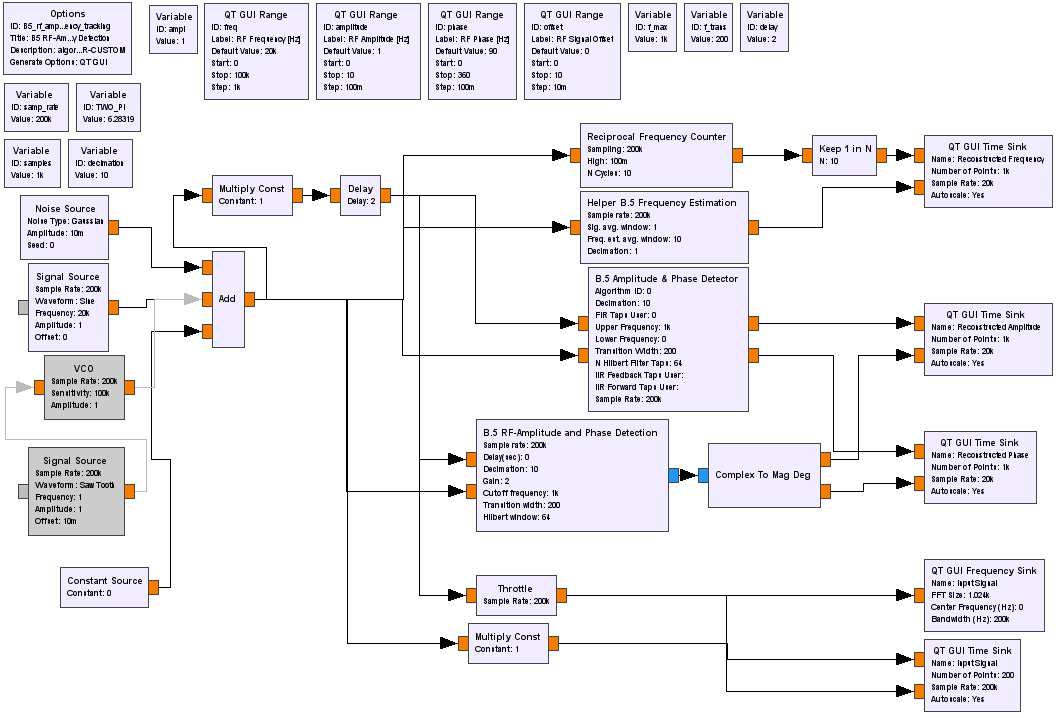 Options
ID: B5_rf_amp...ency_tracking
Title: B5 RF-Am...y Detection
Description: algor...R-CUSTOM
Generate Options: QT GUI
Variable
ID: ampl
Value: 1
QT GUI Range
ID: freq
Label: RF Frequency [Hz]
Default Value: 20k
Start: 0
Stop: 100k
Step: 1k
QT GUI Range
ID: amplitude
Label: RF Amplitude [Hz]
Default Value: 1
Start: 0
Stop: 10
Step: 100m
QT GUI Range
ID: phase
Label: RF Phase [Hz]
Default Value: 90
Start: 0
Stop: 360
Step: 100m
QT GUI Range
ID: offset
Label: RF Signal Offset
Default Value: 0
Start: 0
Stop: 10
Step: 10m
Variable
ID: f_max
Value: 1k
Variable
ID: f_trans
Value: 200
Variable
ID: delay
Value: 2
Variable
ID: samp_rate
Value: 200k
Variable
ID: TWO_PI
Value: 6.28319
Variable
ID: samples
Value: 1k
Variable
ID: decimation
Value: 10
Noise Source
Noise Type: Gaussian
Amplitude: 10m
Seed: 0
Signal Source
Sample Rate: 200k
Waveform: Sine
Frequency: 20k
Amplitude: 1
Offset: 0
VCO
Sample Rate: 200k
Sensitivity: 100k
Amplitude: 1
Signal Source
Sample Rate: 200k
Waveform: Saw Tooth
Frequency: 1
Amplitude: 1
Offset: 10m
Constant Source
Constant: 0
Add
Multiply Const
Constant: 1
Delay
Delay: 2
Reciprocal Frequency Counter
Sampling: 200k
High: 100m
N Cycles: 10
Keep 1 in N
N: 10
QT GUI Time Sink
Name: Reconstructed Frequency
Number of Points: 1k
Sample Rate: 20k
Autoscale: Yes
Helper B.5 Frequency Estimation
Sample rate: 200k
Sig. avg. window: 1
Freq. est. avg. window: 10
Decimation: 1
B.5 Amplitude & Phase Detector
Algorithm ID: 0
Decimation: 10
FIR Taps User: 0
Upper Frequency: 1k
Lower Frequency: 0
Transition Width: 200
N Hilbert Filter Taps: 64
IIR Feedback Taps User:
IIR Forward Taps User:
Sample Rate: 200k
QT GUI Time Sink
Name: Reconstructed Amplitude
Number of Points: 1k
Sample Rate: 20k
Autoscale: Yes
B.5 RF-Amplitude and Phase Detection
Sample rate: 200k
Delay(sec): 0
Decimation: 10
Gain: 2
Cutoff frequency: 1k
Transition width: 200
Hilbert window: 64
Complex To Mag Deg
QT GUI Time Sink
Name: Reconstructed Phase
Number of Points: 1k
Sample Rate: 20k
Autoscale: Yes
Throttle
Sample Rate: 200k
Multiply Const
Constant: 1
QT GUI Frequency Sink
Name: InputSignal
FFT Size: 1.024k
Center Frequency (Hz): 0
Bandwidth (Hz): 200k
QT GUI Time Sink
Name: InputSignal
Number of Points: 200
Sample Rate: 200k
Autoscale: Yes